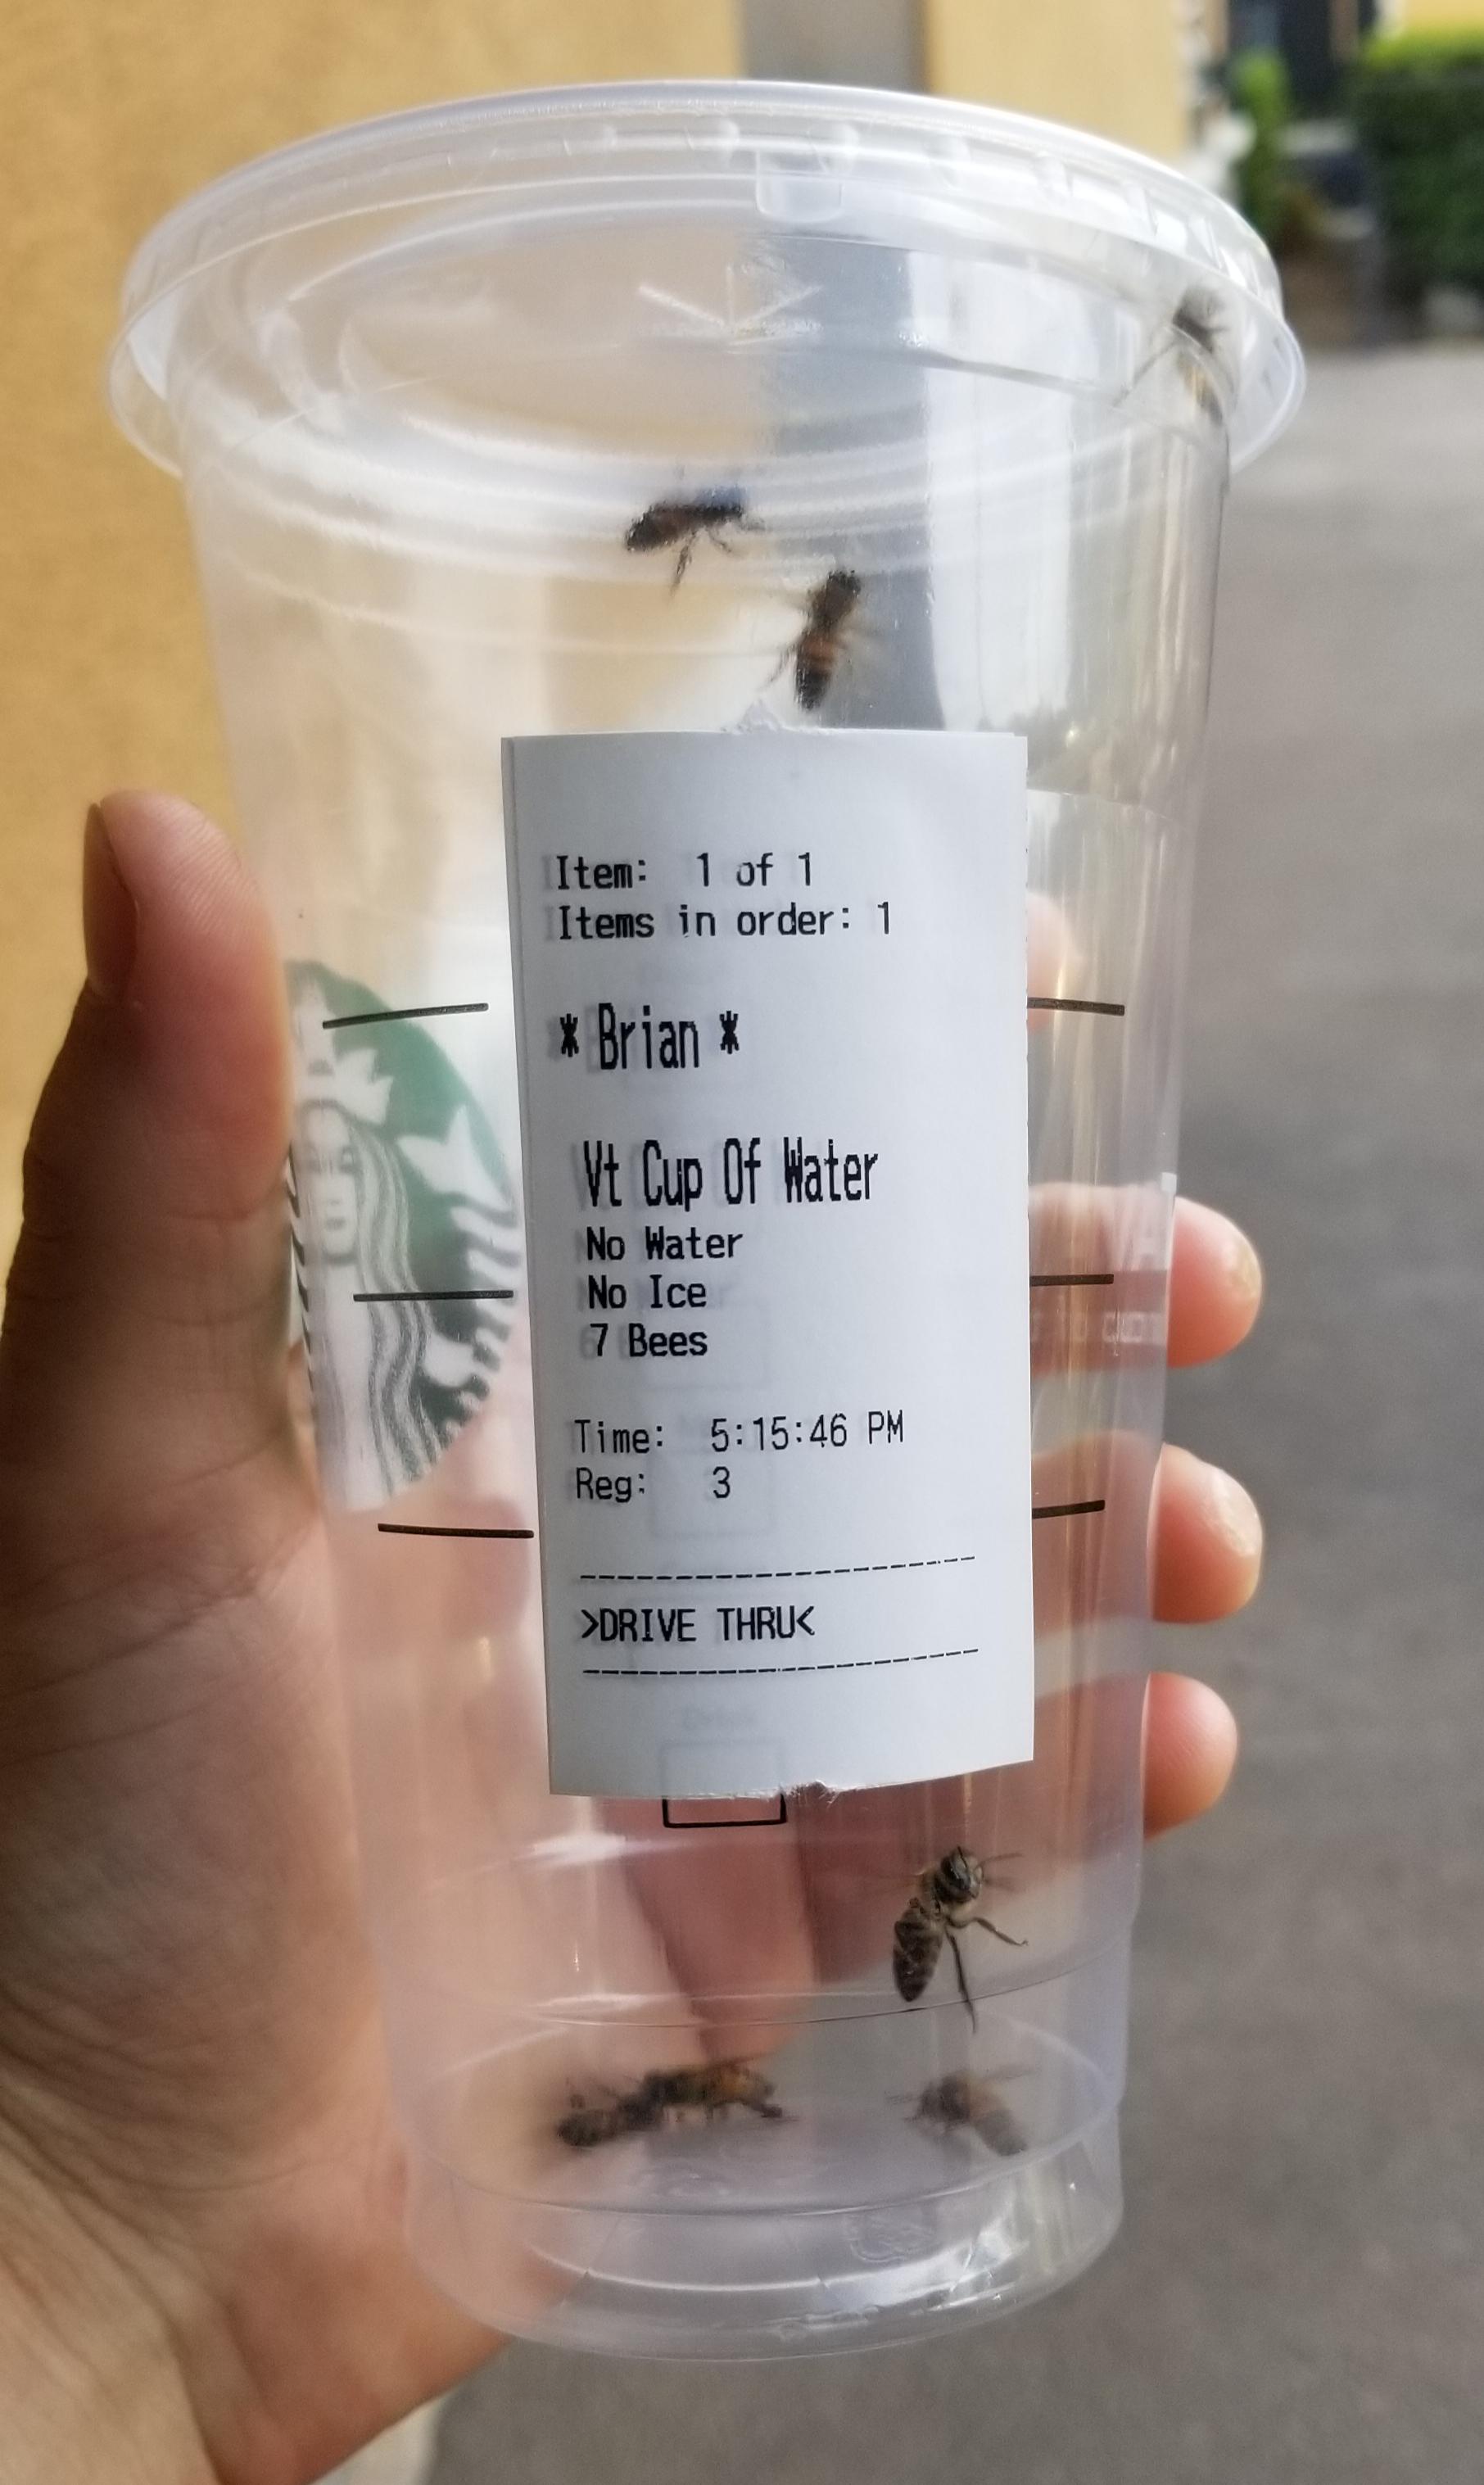 Item: 1 of 1
Items in order: 1
* Brian *
Vt Cup Of Water
No Water
No Ice
7 Bees
Time: 5:15:46 PM
Reg: 3
>DRIVE THRU<